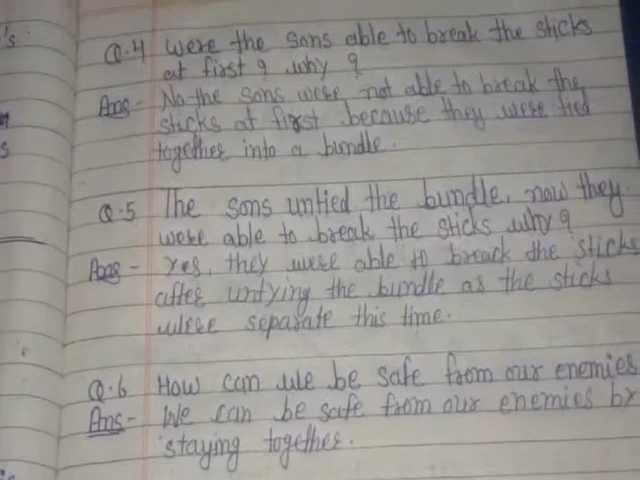 's
Q.4 Were the sons able to break the sticks
at first ? why ?
Ans - No the sons were not able to break the
sticks at first because they were tied
together into a bundle.
Q.5 The sons untied the bundle, now they
were able to break the sticks why ?
Ans - Yes, they were able to breack the sticks
after untying the bundle as the sticks
were separate this time.
Q.6 How can we be safe from our enemies
Ans - We can be safe from our enemies by
staying together.